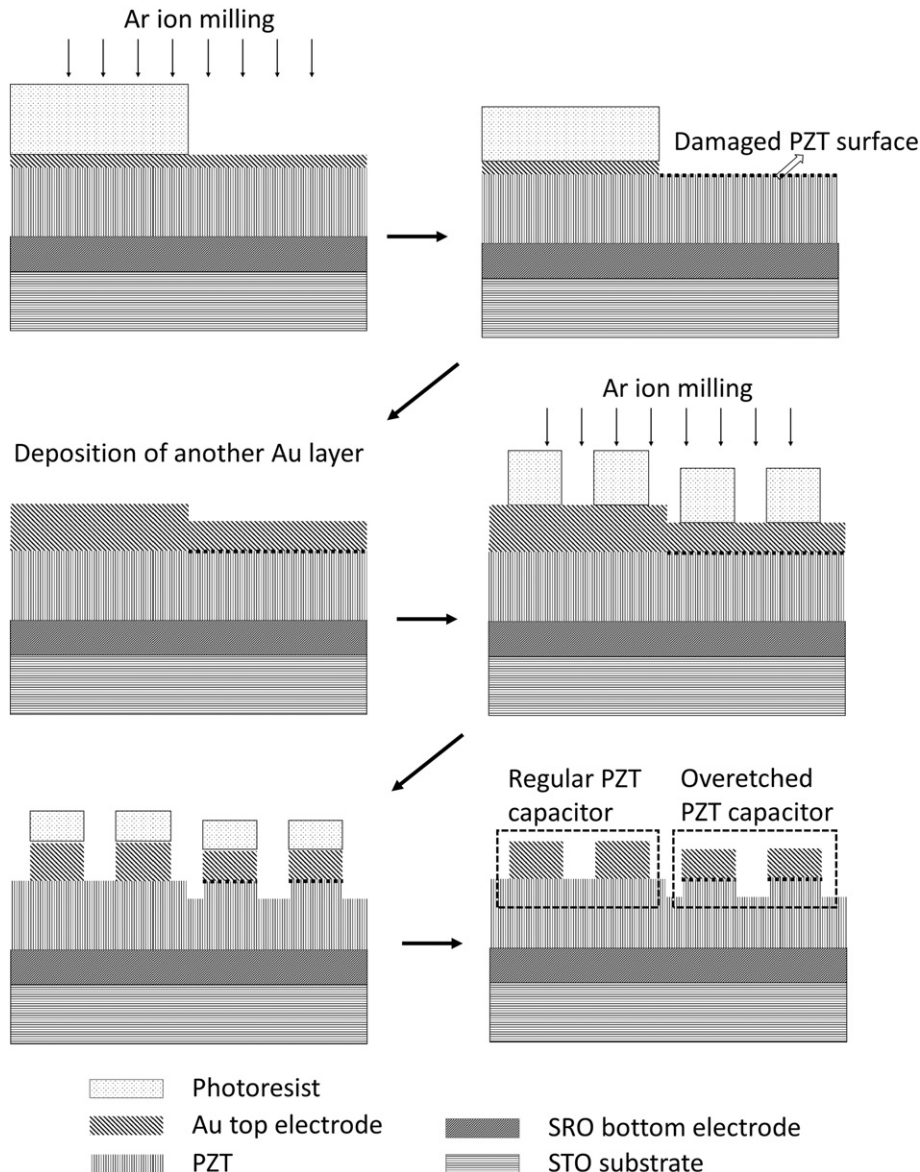 Ar ion milling
Damaged PZT surface
Deposition of another Au layer
Ar ion milling
Regular PZT
capacitor
Overetched
PZT capacitor
Photoresist
Au top electrode
SRO bottom electrode
PZT
STO substrate